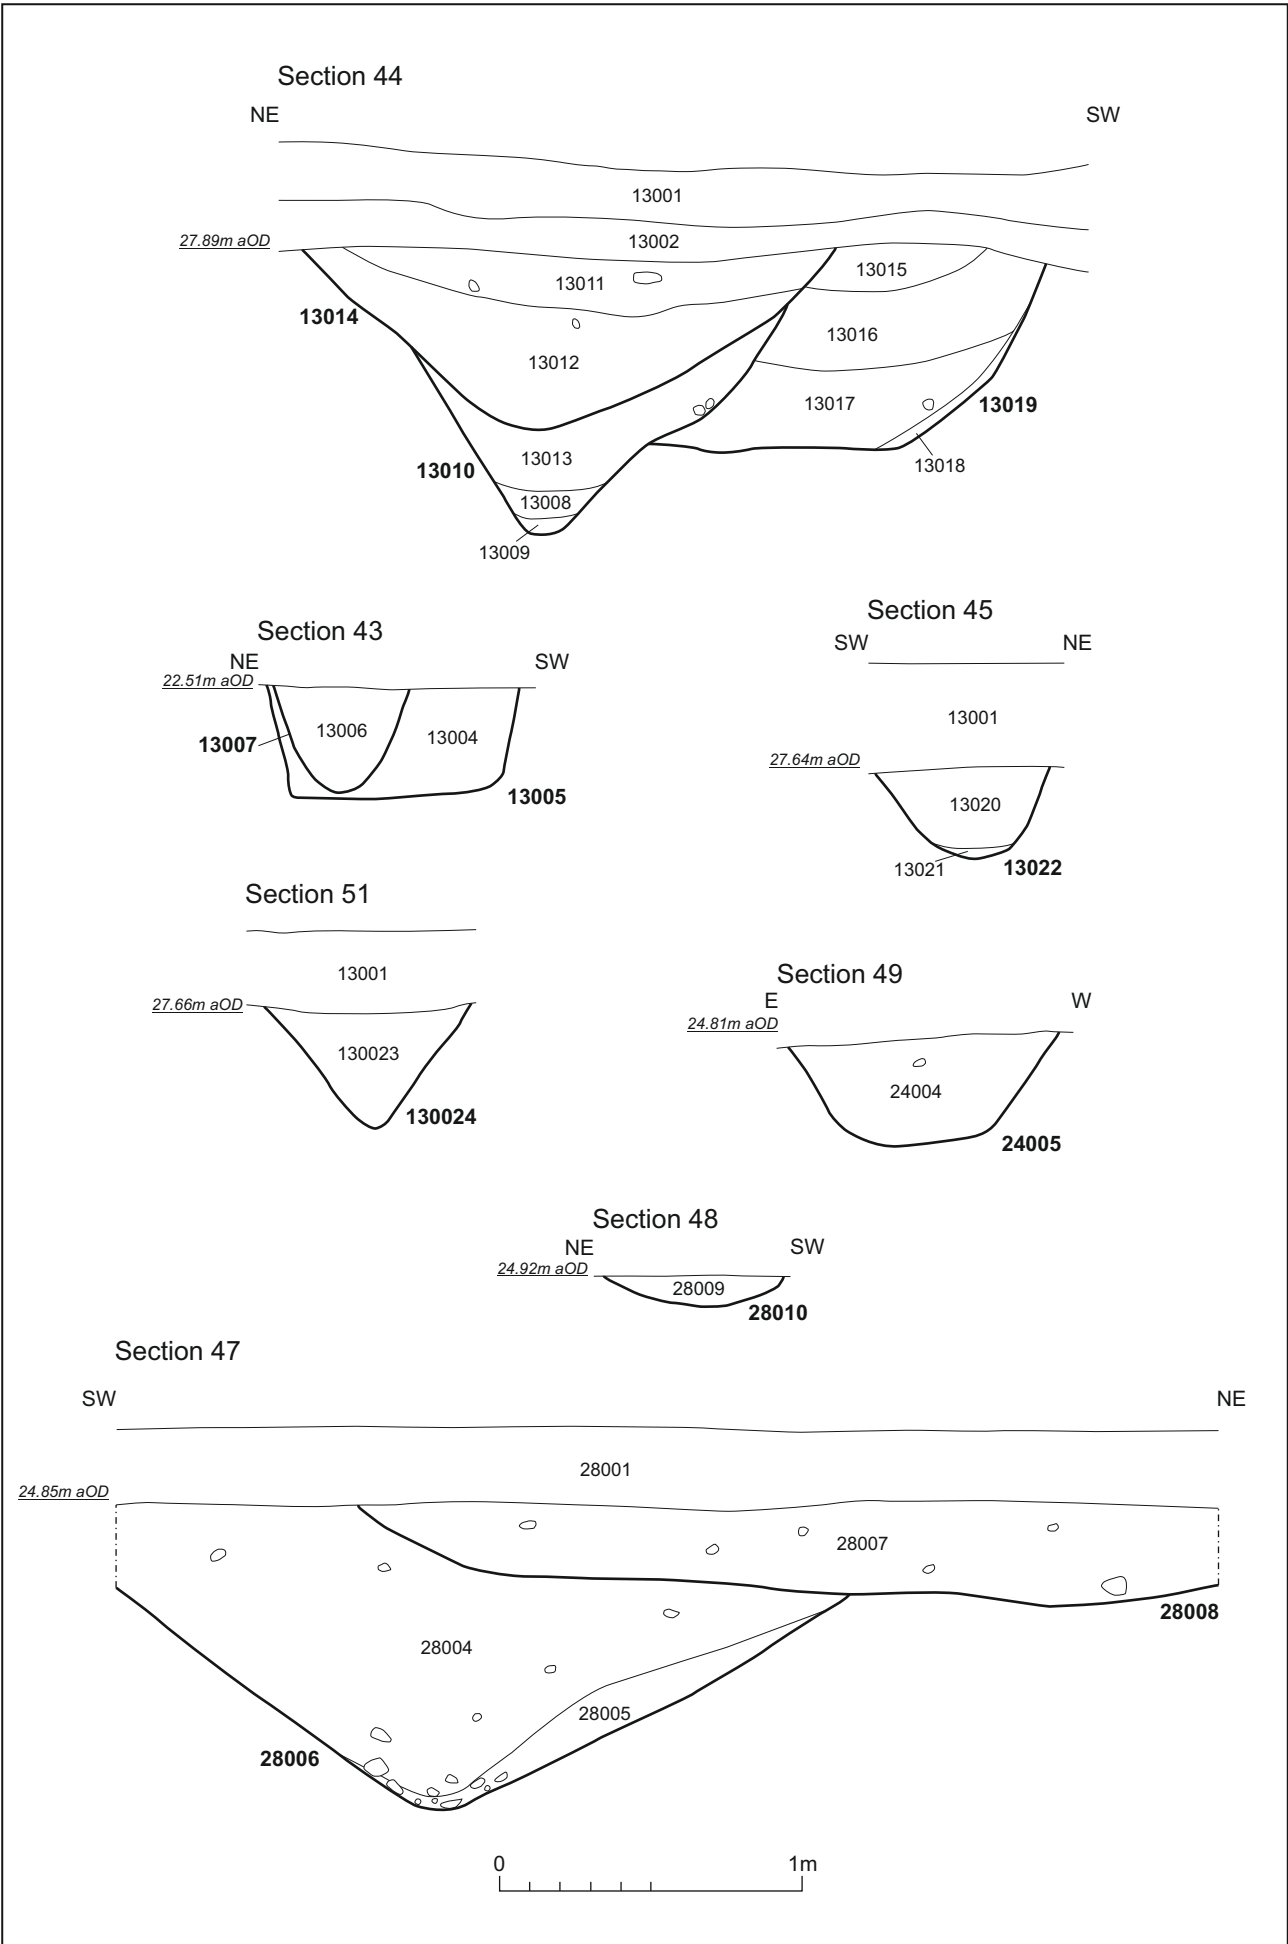 Section 44
NE SW
13001
13002
27.89m aOD
13015
13011
13014
13016
13012
13017
13019
13013
13010
13018
13008
13009
Section 43
NE SW
22.51m aOD
13006
13004
13007
13005
Section 45
SW NE
13001
27.64m aOD
13020
13021
13022
Section 51
13001
27.66m aOD
130023
130024
Section 49
E W
24.81m aOD
24004
24005
Section 48
NE SW
24.92m aOD
28009
28010
Section 47
SW NE
28001
24.85m aOD
28007
28008
28004
28005
28006
0 1m